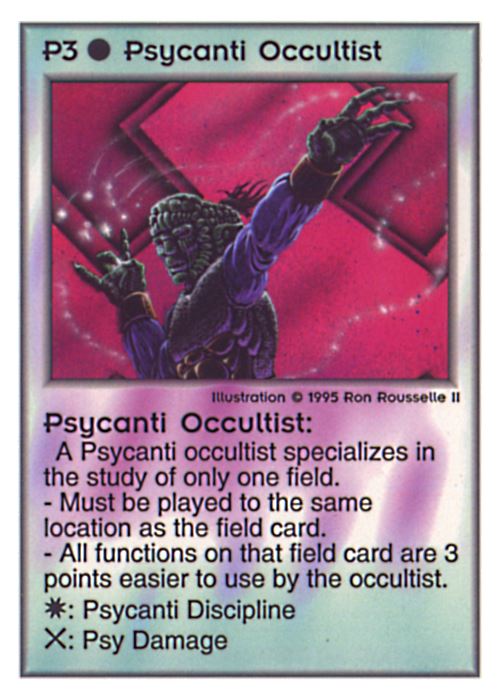 P3 ● Psycanti Occultist
Illustration © 1995 Ron Rousselle II
Psycanti Occultist:
A Psycanti occultist specializes in
the study of only one field.
- Must be played to the same
location as the field card.
- All functions on that field card are 3
points easier to use by the occultist.
✷: Psycanti Discipline
X: Psy Damage